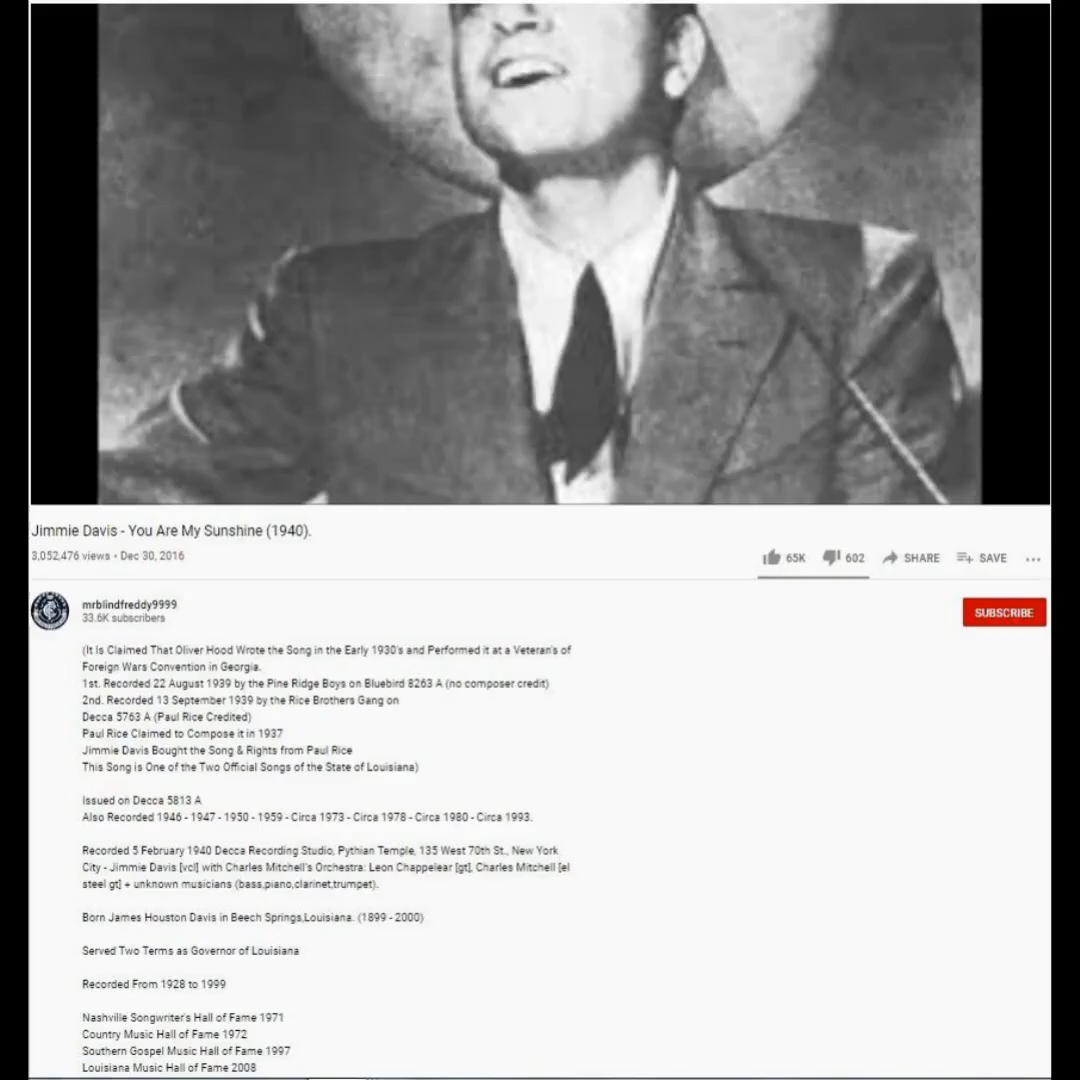 Jimmie Davis - You Are My Sunshine (1940).
3,052,476 views • Dec 30, 2016
65K 602 SHARE SAVE ...
mrblindfreddy9999
33.6K subscribers
SUBSCRIBE
(It Is Claimed That Oliver Hood Wrote the Song in the Early 1930's and Performed it at a Veteran's of
Foreign Wars Convention in Georgia.
1st. Recorded 22 August 1939 by the Pine Ridge Boys on Bluebird 8263 A (no composer credit)
2nd. Recorded 13 September 1939 by the Rice Brothers Gang on
Decca 5763 A (Paul Rice Credited)
Paul Rice Claimed to Compose it in 1937
Jimmie Davis Bought the Song & Rights from Paul Rice
This Song is One of the Two Official Songs of the State of Louisiana)
Issued on Decca 5813 A
Also Recorded 1946 - 1947 - 1950 - 1959 - Circa 1973 - Circa 1978 - Circa 1980 - Circa 1993.
Recorded 5 February 1940 Decca Recording Studio, Pythian Temple, 135 West 70th St., New York
City - Jimmie Davis [vcl] with Charles Mitchell's Orchestra: Leon Chappelear [gt], Charles Mitchell [el
steel gt] + unknown musicians (bass,piano,clarinet,trumpet).
Born James Houston Davis in Beech Springs,Louisiana. (1899 - 2000)
Served Two Terms as Governor of Louisiana
Recorded From 1928 to 1999
Nashville Songwriter's Hall of Fame 1971
Country Music Hall of Fame 1972
Southern Gospel Music Hall of Fame 1997
Louisiana Music Hall of Fame 2008